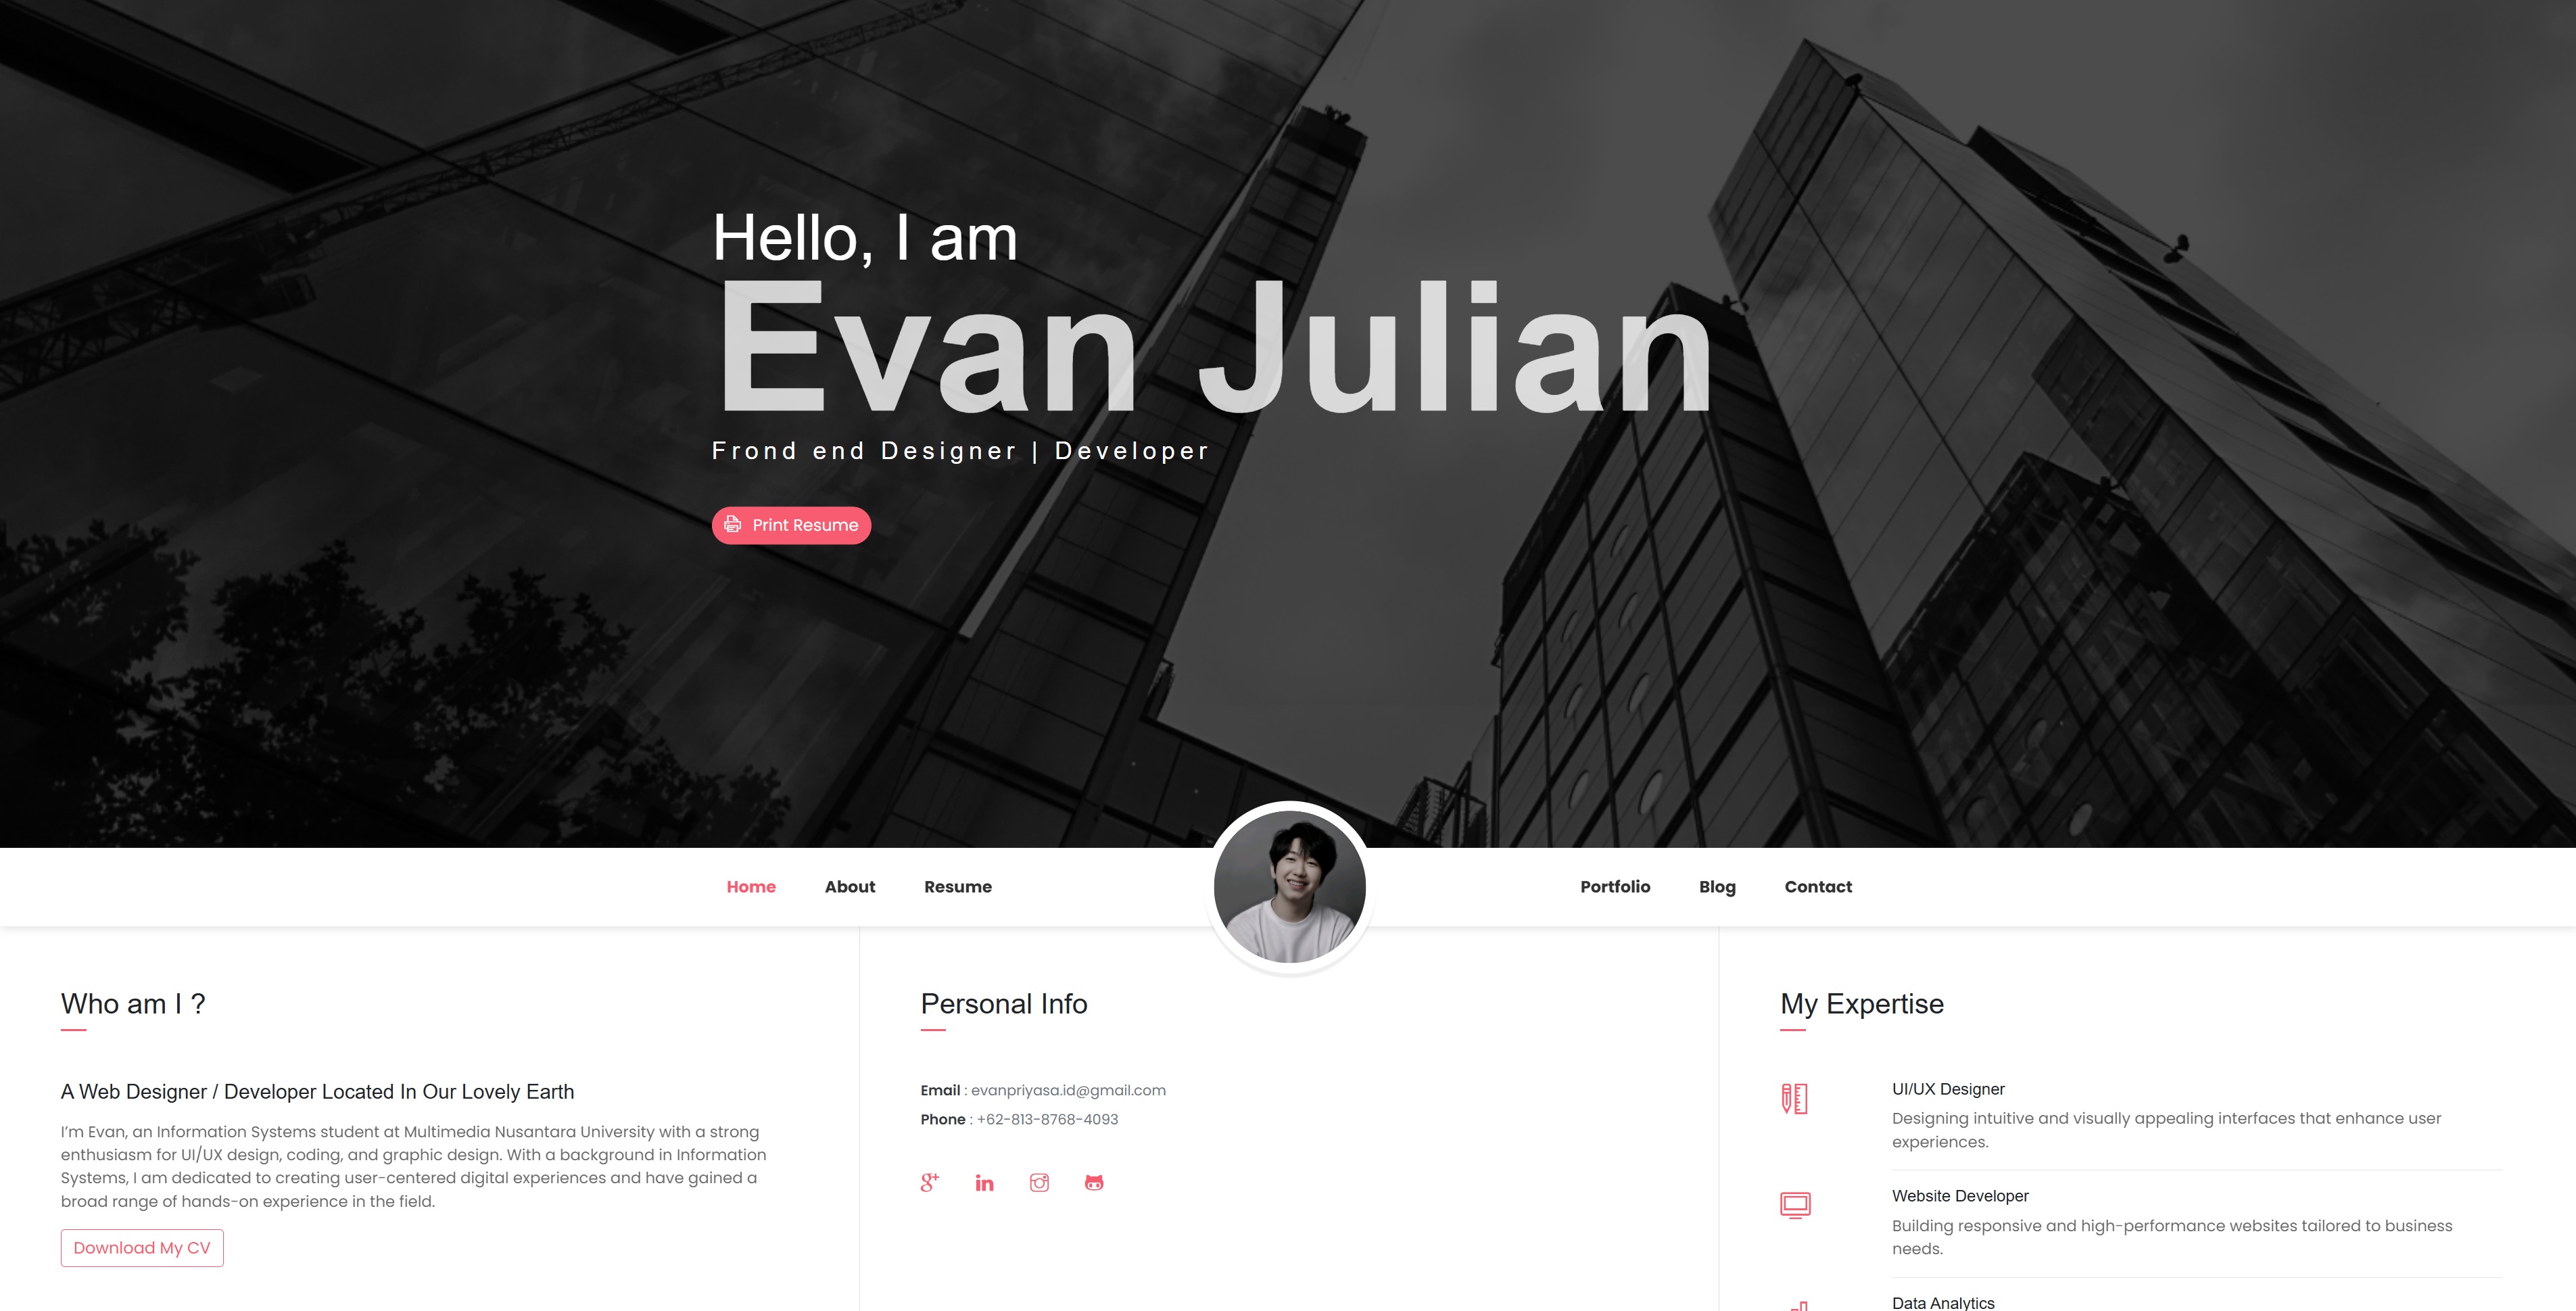 Hello, I am
Evan Julian
Frond end Designer | Developer
Print Resume
Home About Resume Portfolio Blog Contact
Who am I ?
A Web Designer / Developer Located In Our Lovely Earth
I'm Evan, an Information Systems student at Multimedia Nusantara University with a strong
enthusiasm for UI/UX design, coding, and graphic design. With a background in Information
Systems, I am dedicated to creating user-centered digital experiences and have gained a
broad range of hands-on experience in the field.
Download My CV
Personal Info
Email : evanpriyasa.id@gmail.com
Phone : +62-813-8768-4093
My Expertise
UI/UX Designer
Designing intuitive and visually appealing interfaces that enhance user
experiences.
Website Developer
Building responsive and high-performance websites tailored to business
needs.
Data Analytics